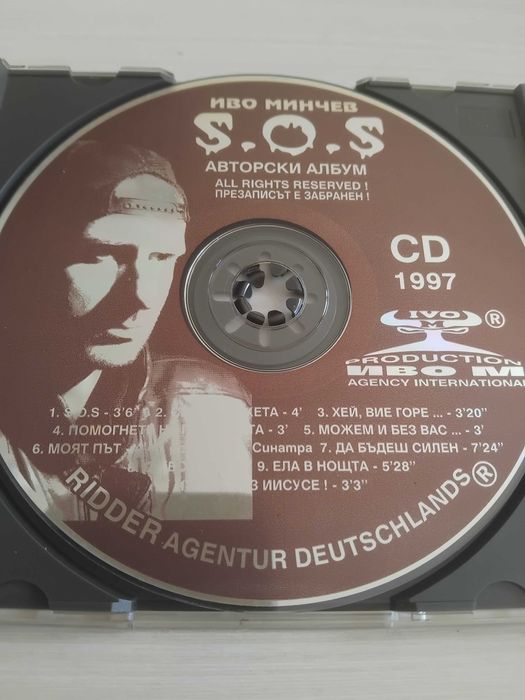 ИВО МИНЧЕВ
S.O.S
АВТОРСКИ АЛБУМ
ALL RIGHTS RESERVED !
ПРЕЗАПИСЪТ Е ЗАБРАНЕН !
CD
1997
IVO
M
®
PRODUCTION
ИВО М
AGENCY INTERNATIONAL
1. S.O.S - 3'6" 2. КЕТА - 4' 3. ХЕЙ, ВИЕ ГОРЕ ... - 3'20"
4. ПОМОГНЕТЕ 3' 5. МОЖЕМ И БЕЗ ВАС ... - 3'
6. МОЯТ ПЪТ Синатра 7. ДА БЪДЕШ СИЛЕН - 7'24"
9. ЕЛА В НОЩТА - 5'28"
ИИСУСЕ ! - 3'3"
RIDDER AGENTUR DEUTSCHLANDS ®